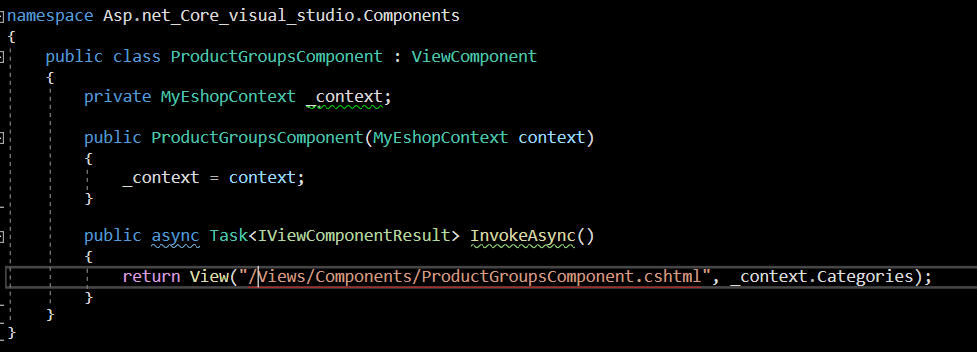 namespace Asp.net_Core_visual_studio.Components
{
public class ProductGroupsComponent : ViewComponent
{
private MyEshopContext _context;
public ProductGroupsComponent(MyEshopContext context)
{
_context = context;
}
public async Task<IViewComponentResult> InvokeAsync()
{
return View("/Views/Components/ProductGroupsComponent.cshtml", _context.Categories);
}
}
}